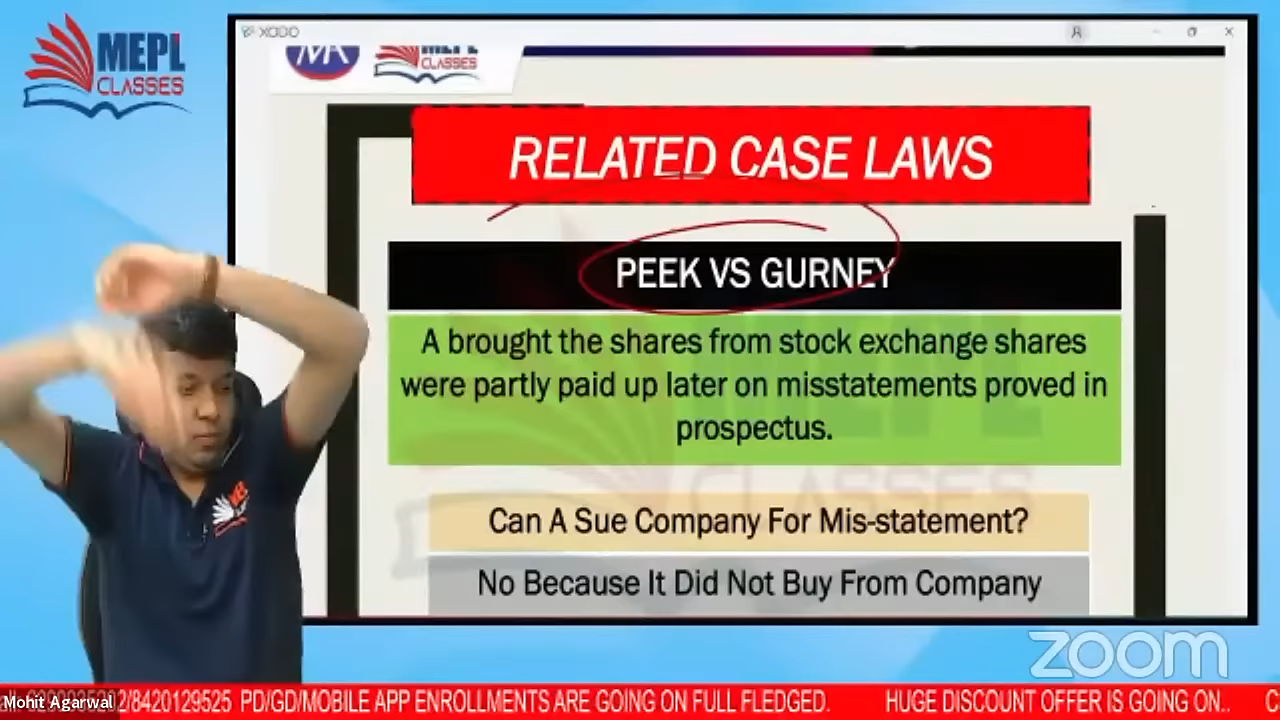 MEPL
CLASSES
XODO
MEPL
CLASSES
RELATED CASE LAWS
PEEK VS GURNEY
A brought the shares from stock exchange shares
were partly paid up later on misstatements proved in
prospectus.
Can A Sue Company For Mis-statement?
No Because It Did Not Buy From Company
zoom
Mohit Agarwal
/8420129525 PD/GD/MOBILE APP ENROLLMENTS ARE GOING ON FULL FLEDGED. HUGE DISCOUNT OFFER IS GOING ON..